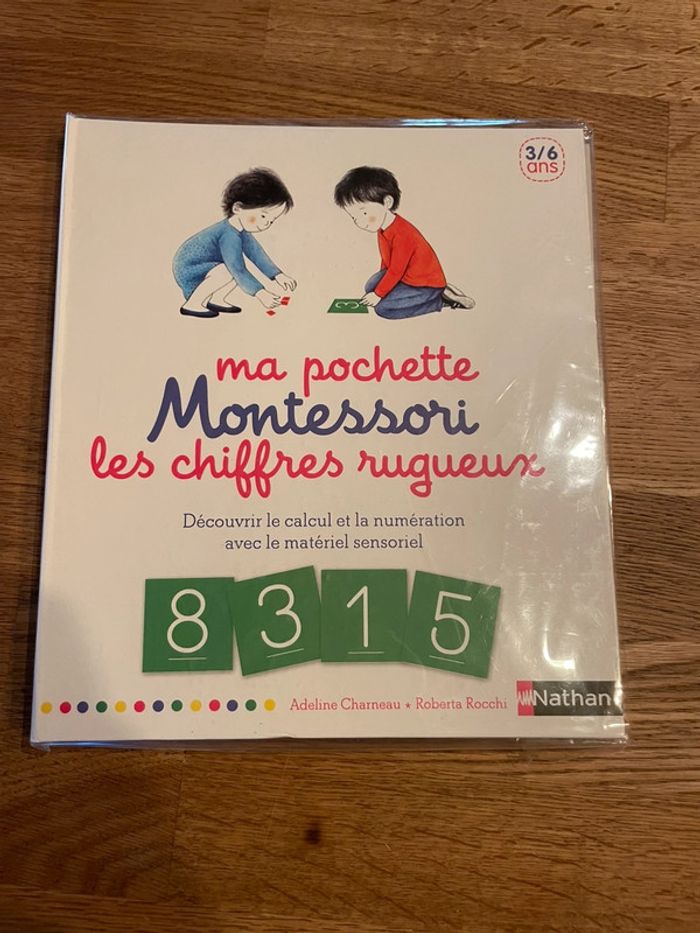 3/6
ans
3
ma pochette
Montessori
les chiffres rugueux
Découvrir le calcul et la numération
avec le matériel sensoriel
8 3 1 5
Adeline Charneau ★ Roberta Rocchi
Nathan